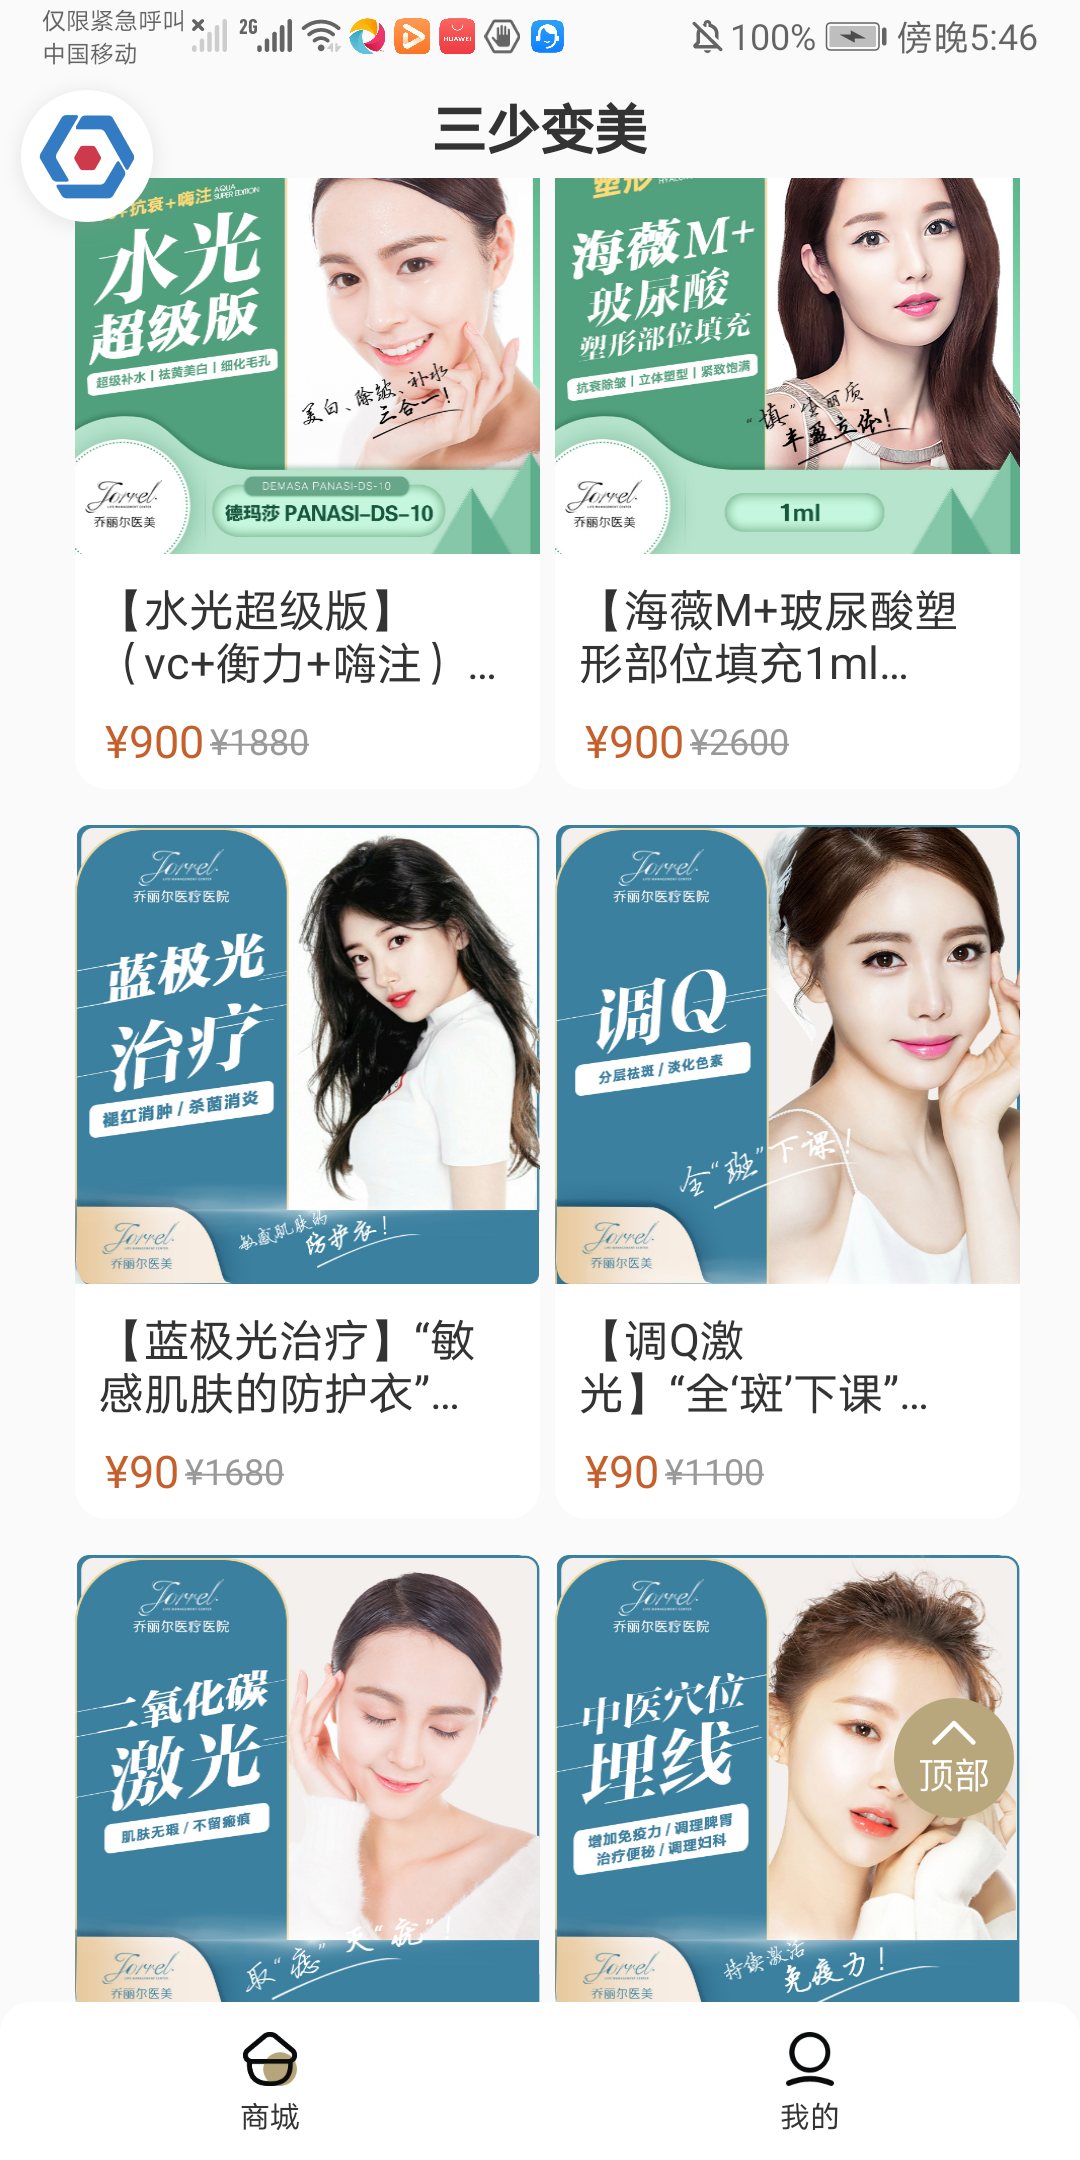 仅限紧急呼叫
中国移动
2G
HUAWEI
100%
傍晚5:46
三少变美
+抗衰+嗨注 AQUA SUPER EDITION
水光
超级版
超级补水 | 祛黄美白 | 细化毛孔
美白、除皱、补水
三合一!
Jorrel
乔丽尔医美
DEMASA PANASI-DS-10
德玛莎 PANASI-DS-10
塑形
海薇M+
玻尿酸
塑形部位填充
抗衰除皱 | 立体塑型 | 紧致饱满
“填”生丽质
丰盈立体!
Jorrel
乔丽尔医美
1ml
【水光超级版】
（vc+衡力+嗨注）...
¥900 ¥1880
【海薇M+玻尿酸塑
形部位填充1ml...
¥900 ¥2600
Jorrel
乔丽尔医疗医院
蓝极光
治疗
褪红消肿 / 杀菌消炎
敏感肌肤的
防护衣!
Jorrel
乔丽尔医美
Jorrel
乔丽尔医疗医院
调Q
分层祛斑 / 淡化色素
全“斑”下课!
Jorrel
乔丽尔医美
【蓝极光治疗】“敏
感肌肤的防护衣”...
¥90 ¥1680
【调Q激
光】“全‘斑’下课”...
¥90 ¥1100
Jorrel
乔丽尔医疗医院
二氧化碳
激光
肌肤无瑕 / 不留瘢痕
取“痣”灭“疣”!
Jorrel
乔丽尔医美
Jorrel
乔丽尔医疗医院
中医穴位
埋线
增加免疫力 / 调理脾胃
治疗便秘 / 调理妇科
持续激活
免疫力!
Jorrel
乔丽尔医美
顶部
商城
我的